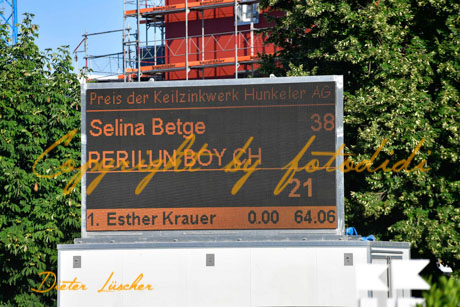 Preis der Keilzinkwerk Hunkeler AG
Selina Betge 38
PERILUN BOY CH
21
1. Esther Krauer 0.00 64.06
Copyright by fotodids
Dieter Lüscher